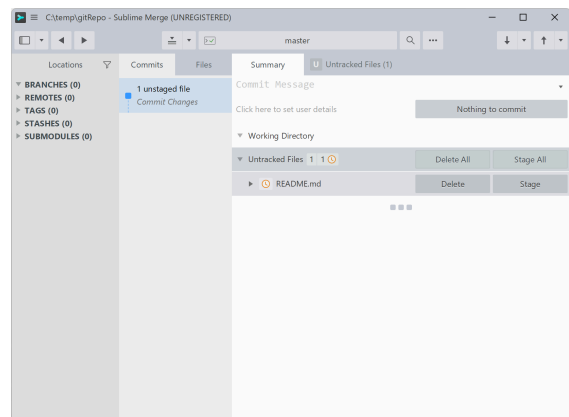 C:\temp\gitRepo - Sublime Merge (UNREGISTERED)
master
Locations
Commits
Files
Summary
U Untracked Files (1)
BRANCHES (0)
REMOTES (0)
TAGS (0)
STASHES (0)
SUBMODULES (0)
1 unstaged file
Commit Changes
Commit Message
Click here to set user details
Nothing to commit
Working Directory
Untracked Files 1 1
Delete All
Stage All
README.md
Delete
Stage